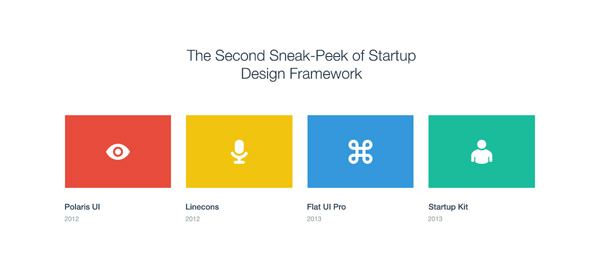 The Second Sneak-Peek of Startup
Design Framework
Polaris UI
2012
Linecons
2012
Flat UI Pro
2013
Startup Kit
2013